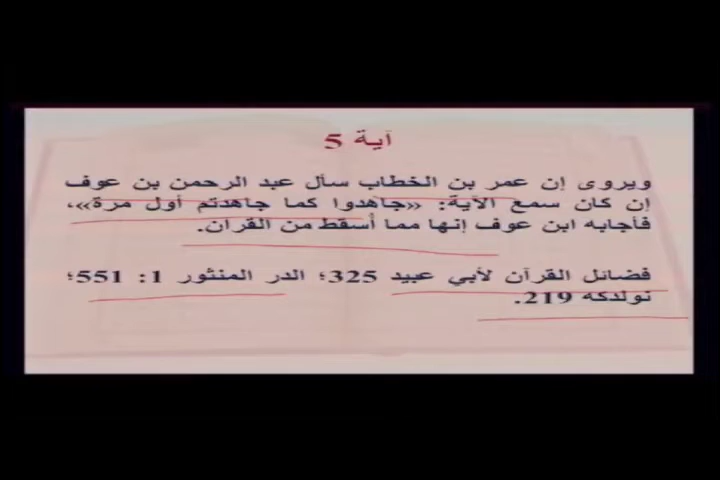 آية 5
ويروى إن عمر بن الخطاب سأل عبد الرحمن بن عوف
إن كان سمع الآية: «جاهدوا كما جاهدتم أول مرة»،
فأجابه ابن عوف إنها مما أسقط من القرآن.
فضائل القرآن لأبي عبيد 325؛ الدر المنثور 1: 551؛
نولدكه 219.